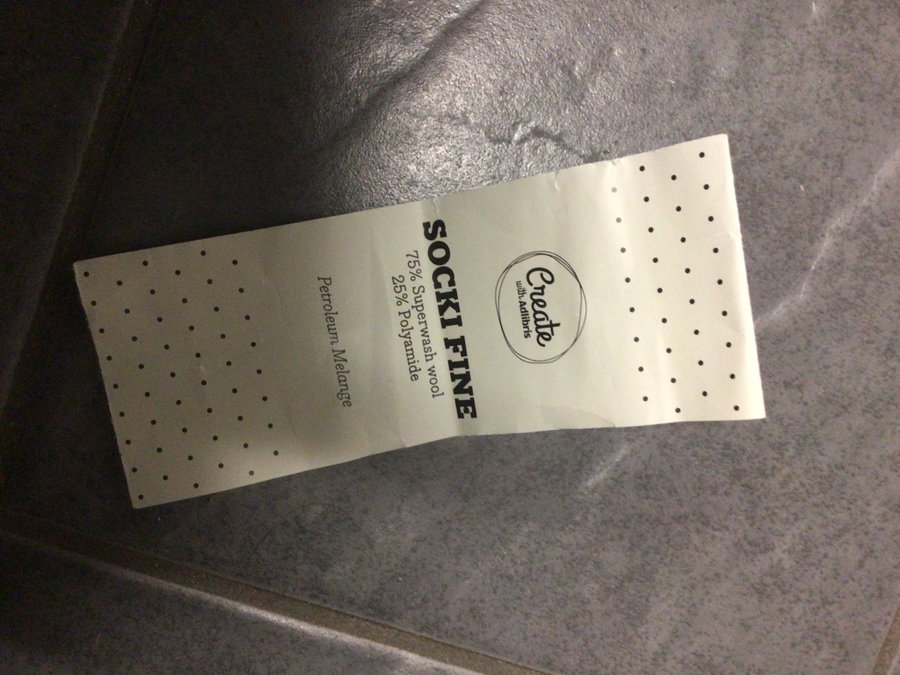 Create
with Adlibris
SOCKI FINE
75% Superwash wool
25% Polyamide
Petroleum Melange